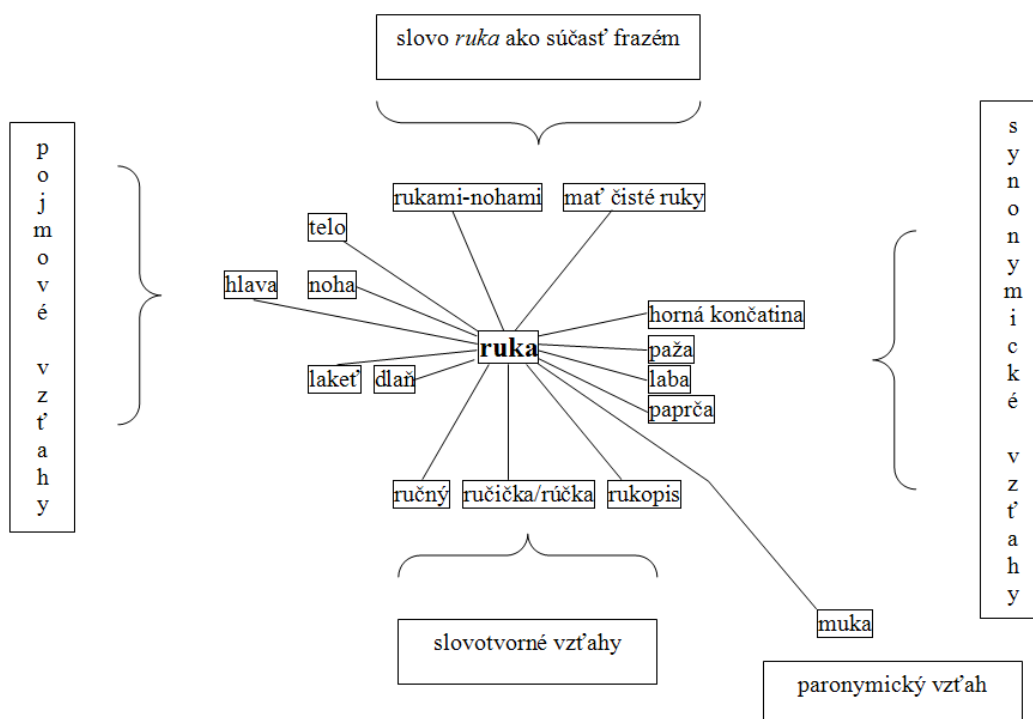 slovo ruka ako súčasť frazém
pojmové vzťahy
synonymické vzťahy
rukami-nohami
mať čisté ruky
telo
hlava
noha
horná končatina
ruka
paža
lakeť
dlaň
laba
paprča
ručný
ručička/rúčka
rukopis
muka
slovotvorné vzťahy
paronymický vzťah